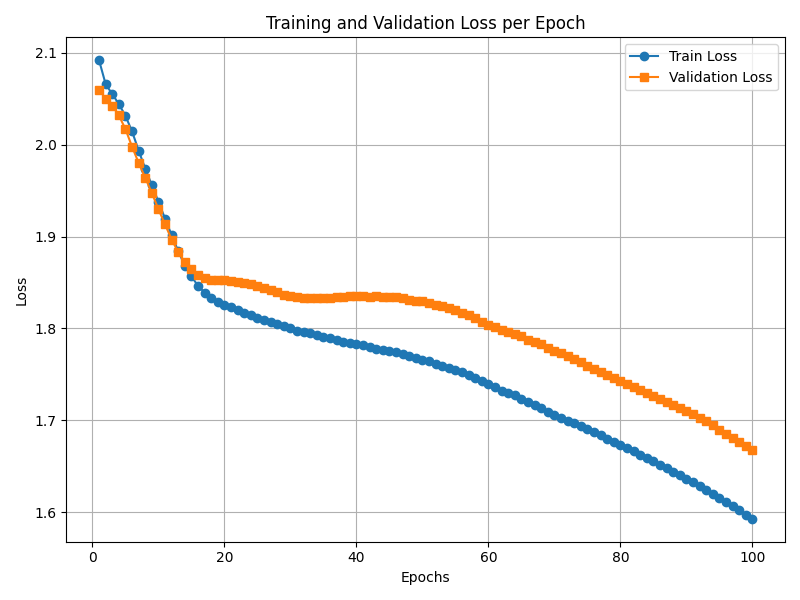 Training and Validation Loss per Epoch
Train Loss
Validation Loss
2.1
2.0
1.9
1.8
1.7
1.6
Loss
0 20 40 60 80 100
Epochs